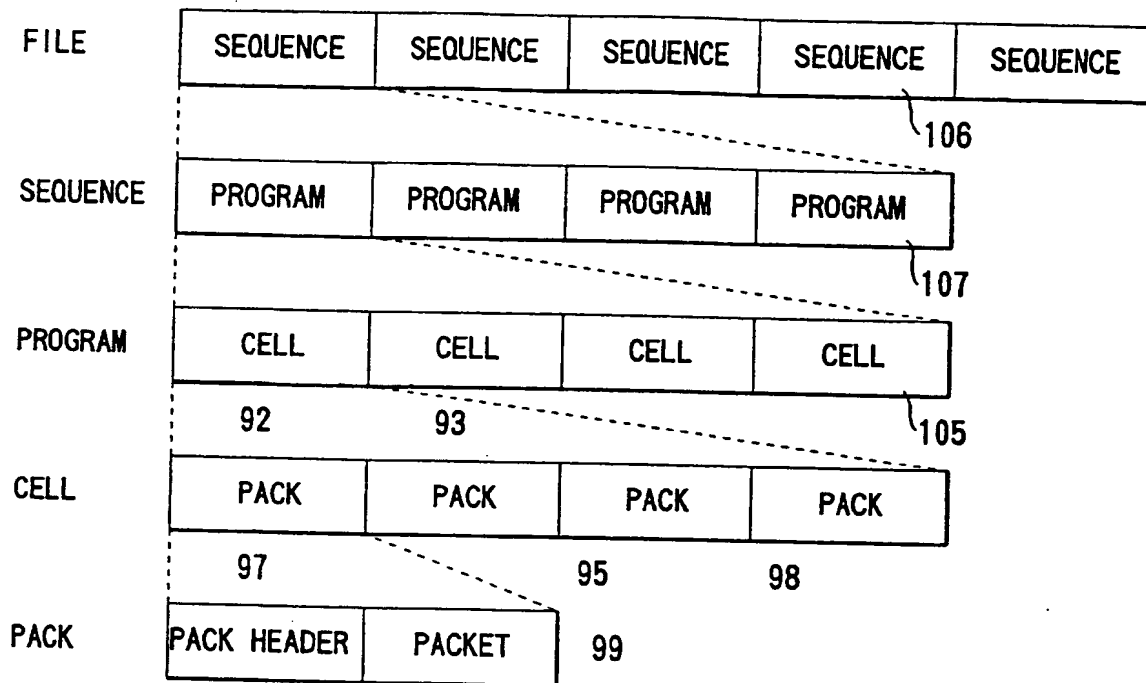 FILE SEQUENCE SEQUENCE SEQUENCE SEQUENCE SEQUENCE
106
SEQUENCE PROGRAM PROGRAM PROGRAM PROGRAM
107
PROGRAM CELL CELL CELL CELL
92 93 105
CELL PACK PACK PACK PACK
97 95 98
PACK PACK HEADER PACKET 99